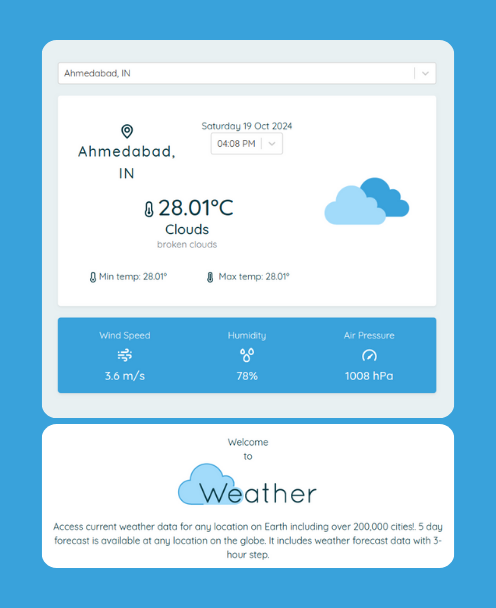 Ahmedabad, IN
Ahmedabad,
IN
Saturday 19 Oct 2024
04:08 PM
28.01°C
Clouds
broken clouds
Min temp: 28.01°
Max temp: 28.01°
Wind Speed
Humidity
Air Pressure
3.6 m/s
78%
1008 hPa
Welcome
to
Weather
Access current weather data for any location on Earth including over 200,000 cities!. 5 day
forecast is available at any location on the globe. It includes weather forecast data with 3-
hour step.